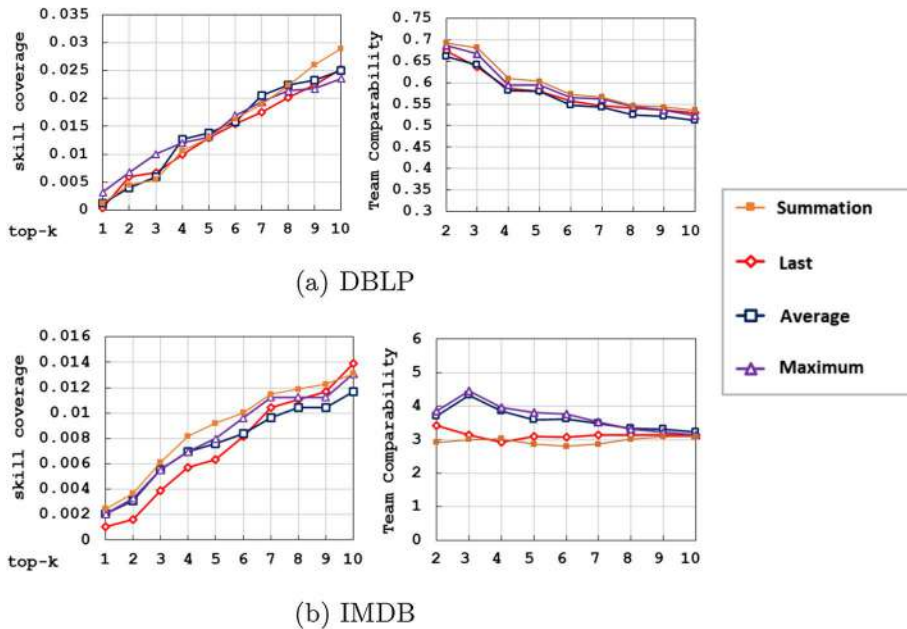 skill coverage
0.035
0.03
0.025
0.02
0.015
0.01
0.005
0
top-k 1 2 3 4 5 6 7 8 9 10
Team Comparability
0.75
0.7
0.65
0.6
0.55
0.5
0.45
0.4
0.35
0.3
2 3 4 5 6 7 8 9 10
(a) DBLP
skill coverage
0.016
0.014
0.012
0.01
0.008
0.006
0.004
0.002
0
top-k 1 2 3 4 5 6 7 8 9 10
Team Comparability
6
5
4
3
2
1
0
2 3 4 5 6 7 8 9 10
(b) IMDB
Summation
Last
Average
Maximum